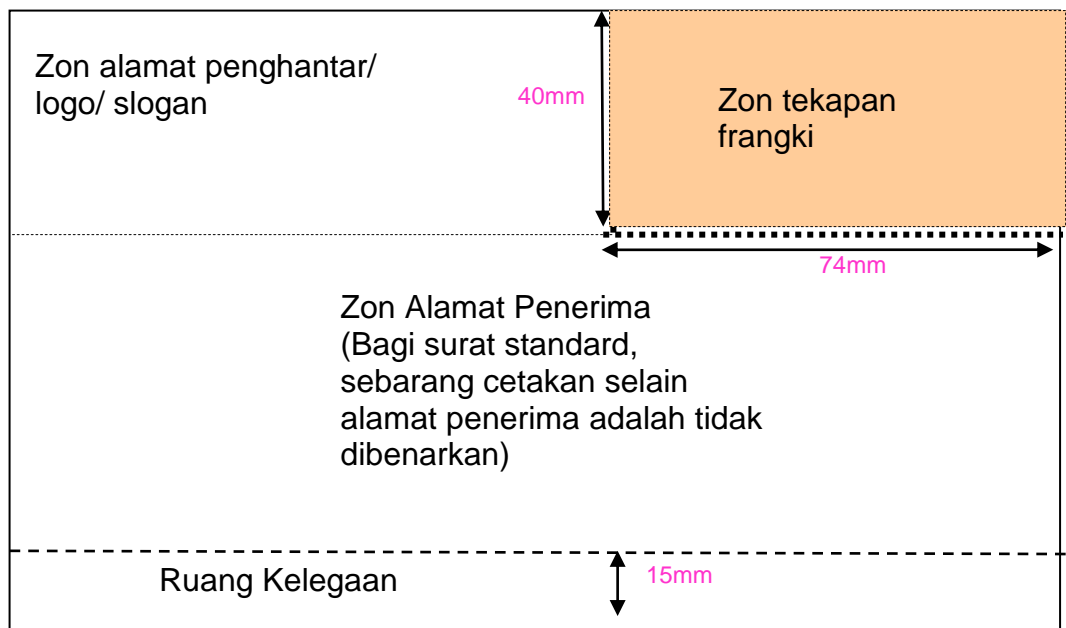 Zon alamat penghantar/
logo/ slogan
40mm
Zon tekapan
frangki
74mm
Zon Alamat Penerima
(Bagi surat standard,
sebarang cetakan selain
alamat penerima adalah tidak
dibenarkan)
Ruang Kelegaan
15mm